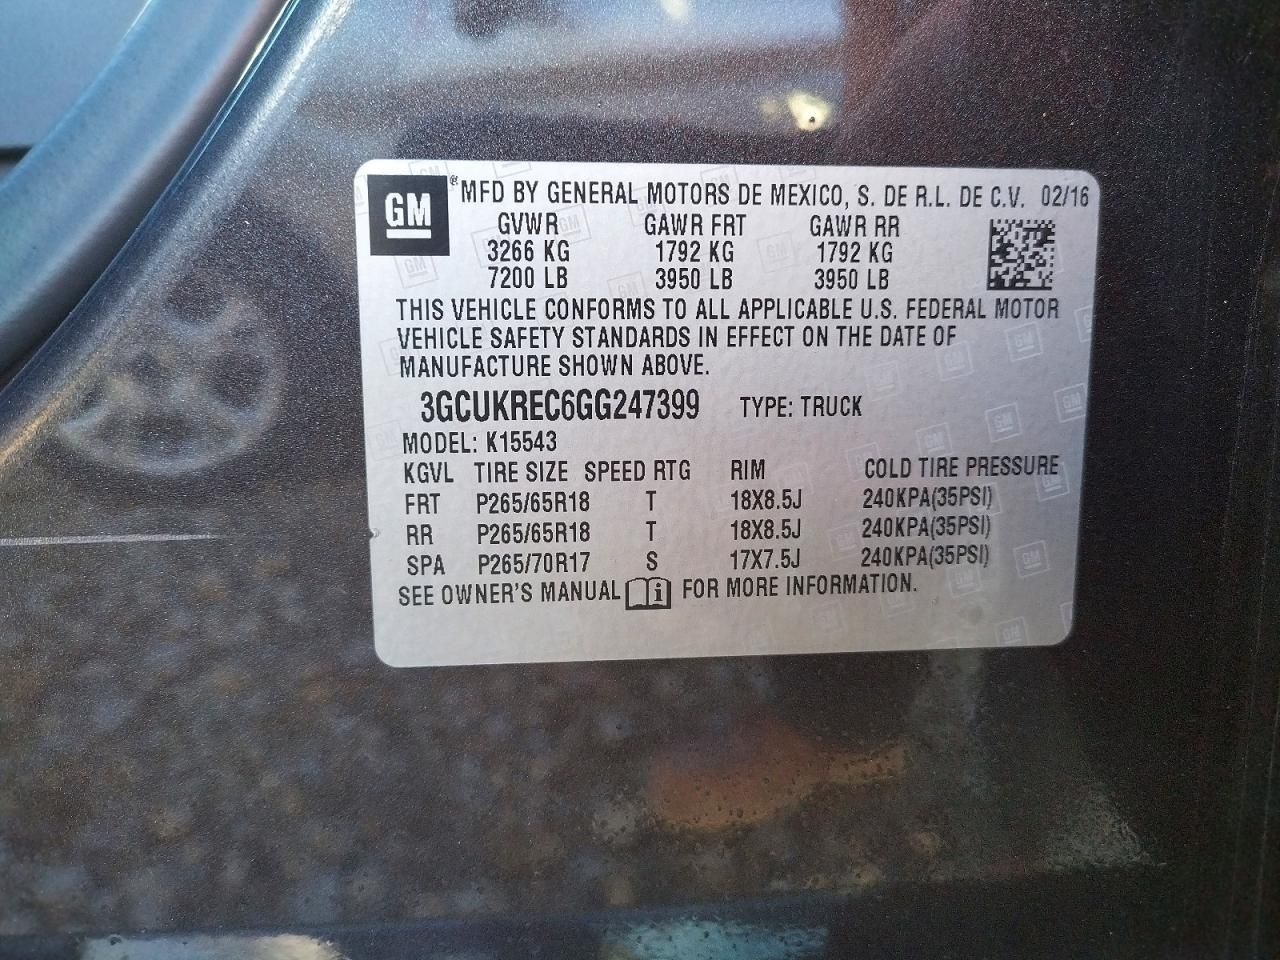 GM ® MFD BY GENERAL MOTORS DE MEXICO, S. DE R.L. DE C.V. 02/16
GVWR GAWR FRT GAWR RR
3266 KG 1792 KG 1792 KG
7200 LB 3950 LB 3950 LB
THIS VEHICLE CONFORMS TO ALL APPLICABLE U.S. FEDERAL MOTOR
VEHICLE SAFETY STANDARDS IN EFFECT ON THE DATE OF
MANUFACTURE SHOWN ABOVE.
3GCUKREC6GG247399 TYPE: TRUCK
MODEL: K15543
KGVL TIRE SIZE SPEED RTG RIM COLD TIRE PRESSURE
FRT P265/65R18 T 18X8.5J 240KPA(35PSI)
RR P265/65R18 T 18X8.5J 240KPA(35PSI)
SPA P265/70R17 S 17X7.5J 240KPA(35PSI)
SEE OWNER'S MANUAL FOR MORE INFORMATION.